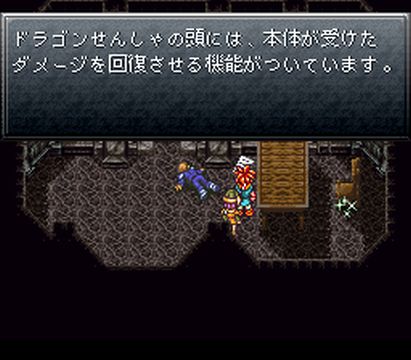 ドラゴンせんしゃの頭には、本体が受けた
ダメージを回復させる機能がついています。